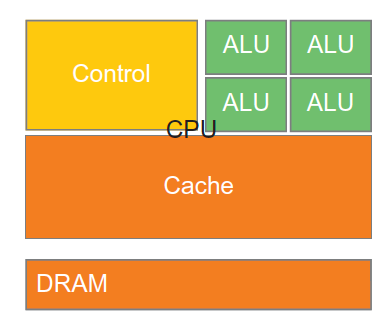 Control
ALU
ALU
ALU
ALU
CPU
Cache
DRAM